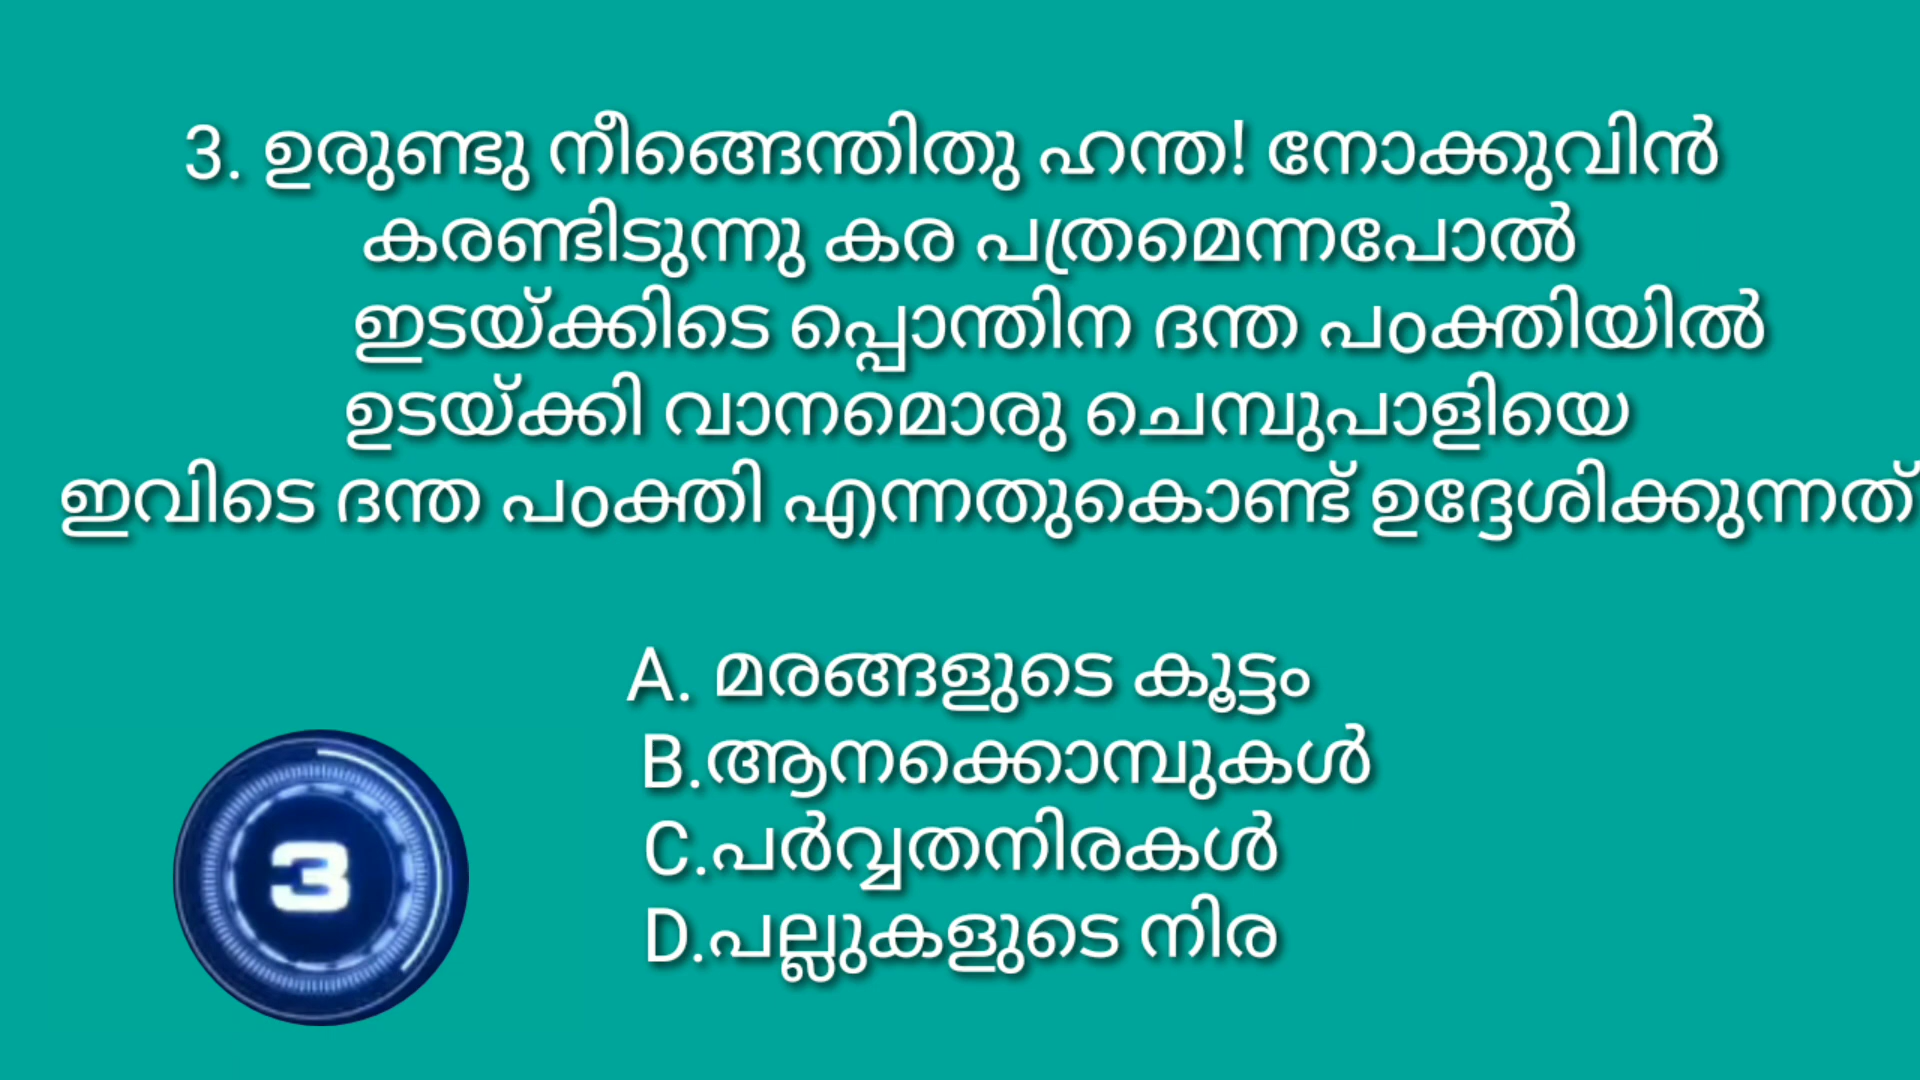 3. ഉരുണ്ടു നീങ്ങെന്തിതു ഹന്ത! നോക്കുവിൻ
കരണ്ടിടുന്നു കര പത്രമെന്നപോൽ
ഇടയ്ക്കിടെ പ്പൊന്തിന ദന്ത പംക്തിയിൽ
ഉടയ്ക്കി വാനമൊരു ചെമ്പുപാളിയെ
ഇവിടെ ദന്ത പംക്തി എന്നതുകൊണ്ട് ഉദ്ദേശിക്കുന്നത്
A. മരങ്ങളുടെ കൂട്ടം
B.ആനക്കൊമ്പുകൾ
C.പർവ്വതനിരകൾ
D.പല്ലുകളുടെ നിര
3